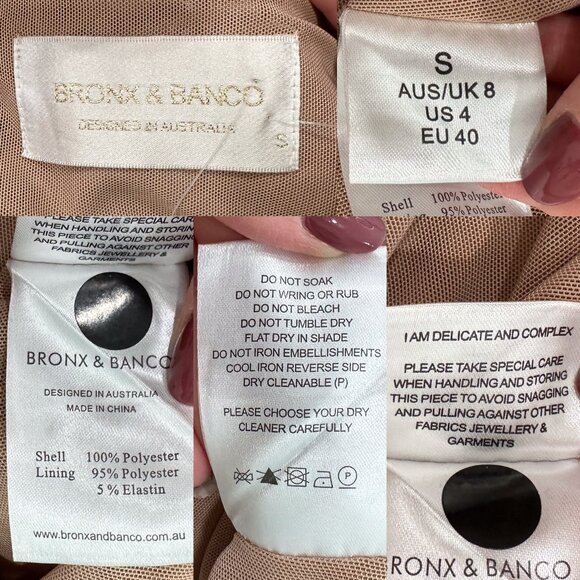 BRONX & BANCO
DESIGNED IN AUSTRALIA
S
S
AUS/UK 8
US 4
EU 40
Shell 100% Polyester
95% Polyester
PLEASE TAKE SPECIAL CARE
WHEN HANDLING AND STORING
THIS PIECE TO AVOID SNAGGING
AND PULLING AGAINST OTHER
FABRICS JEWELLERY &
GARMENTS
BRONX & BANCO
DESIGNED IN AUSTRALIA
MADE IN CHINA
Shell 100% Polyester
Lining 95% Polyester
5% Elastin
www.bronxandbanco.com.au
DO NOT SOAK
DO NOT WRING OR RUB
DO NOT BLEACH
DO NOT TUMBLE DRY
FLAT DRY IN SHADE
DO NOT IRON EMBELLISHMENTS
COOL IRON REVERSE SIDE
DRY CLEANABLE (P)
PLEASE CHOOSE YOUR DRY
CLEANER CAREFULLY
P
I AM DELICATE AND COMPLEX
PLEASE TAKE SPECIAL CARE
WHEN HANDLING AND STORING
THIS PIECE TO AVOID SNAGGING
AND PULLING AGAINST OTHER
FABRICS JEWELLERY &
GARMENTS
RONX & BANCO